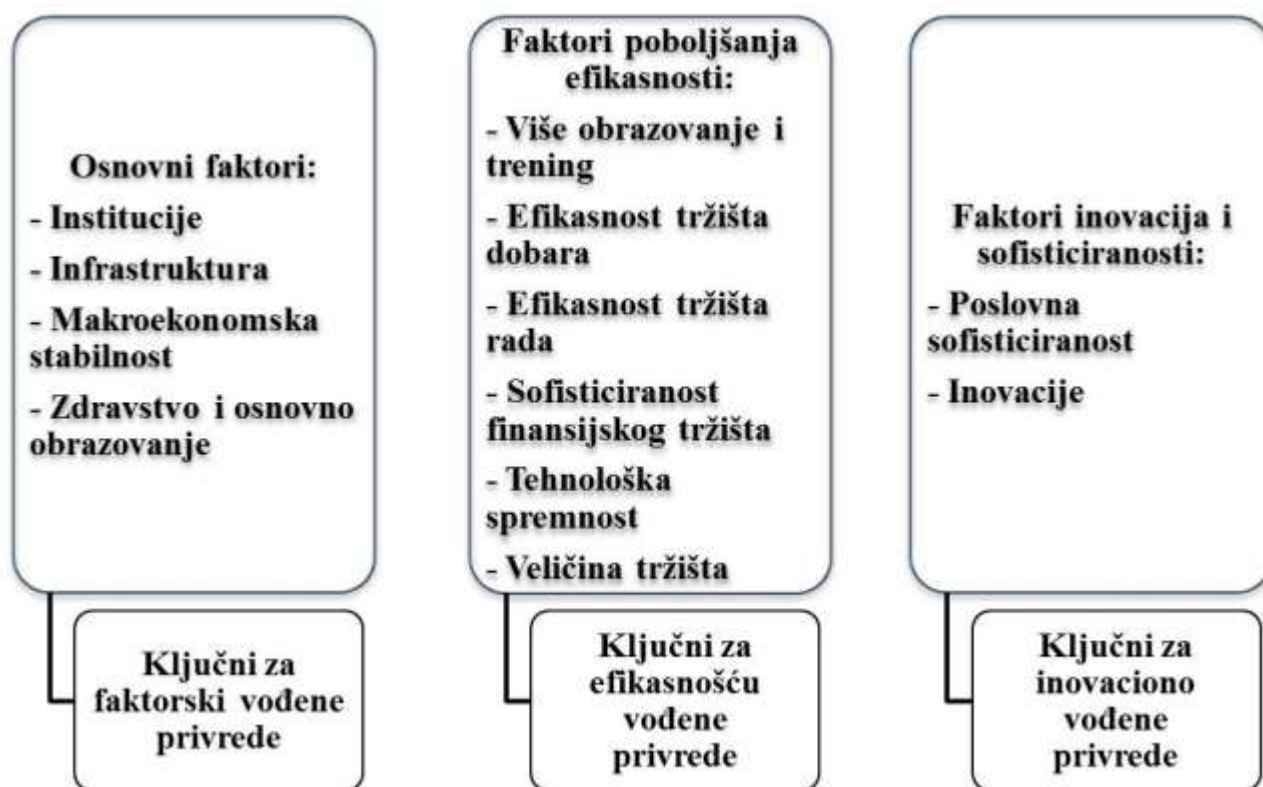 Osnovni faktori:
- Institucije
- Infrastruktura
- Makroekonomska
stabilnost
- Zdravstvo i osnovno
obrazovanje
Ključni za
faktorski vođene
privrede
Faktori poboljšanja
efikasnosti:
- Više obrazovanje i
trening
- Efikasnost tržišta
dobara
- Efikasnost tržišta
rada
- Sofisticiranost
finansijskog tržišta
- Tehnološka
spremnost
- Veličina tržišta
Ključni za
efikasnošću
vođene
privrede
Faktori inovacija i
sofisticiranosti:
- Poslovna
sofisticiranost
- Inovacije
Ključni za
inovaciono
vođene
privrede